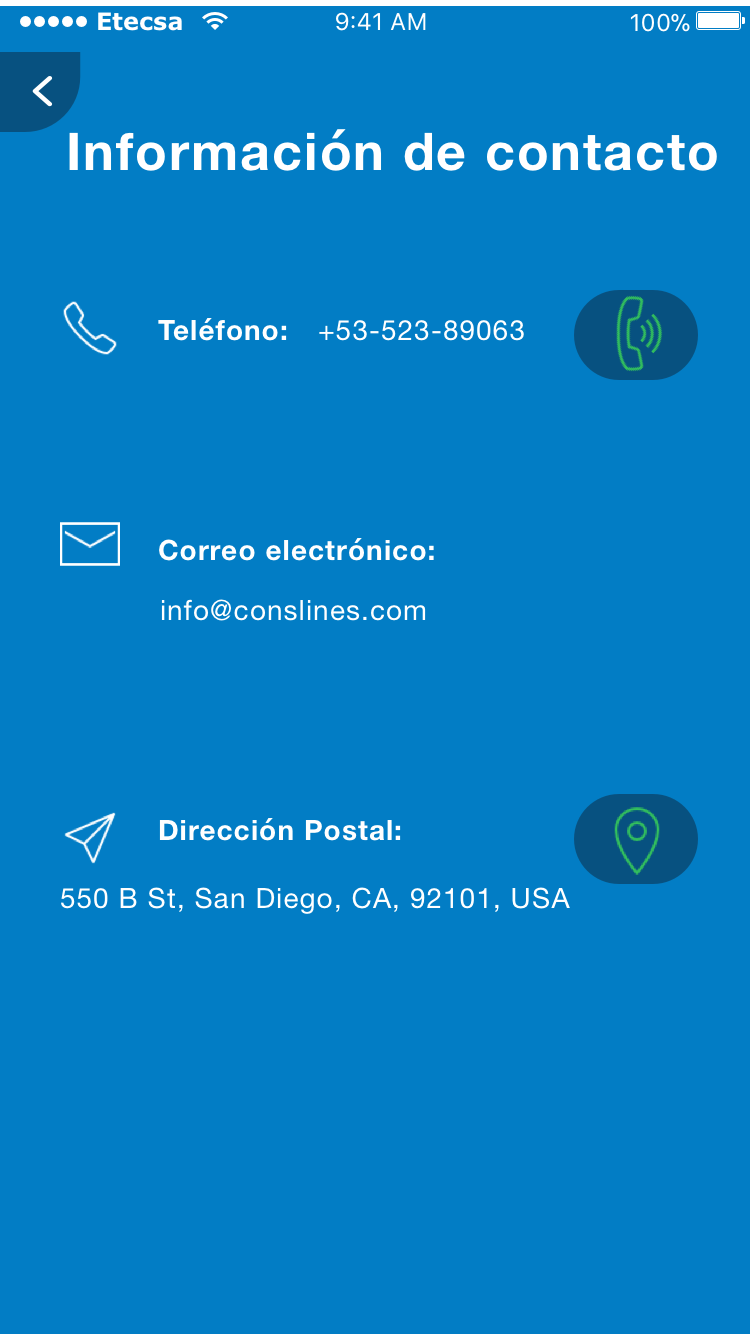 Etecsa 9:41 AM 100%
Información de contacto
Teléfono: +53-523-89063
Correo electrónico:
info@conslines.com
Dirección Postal:
550 B St, San Diego, CA, 92101, USA